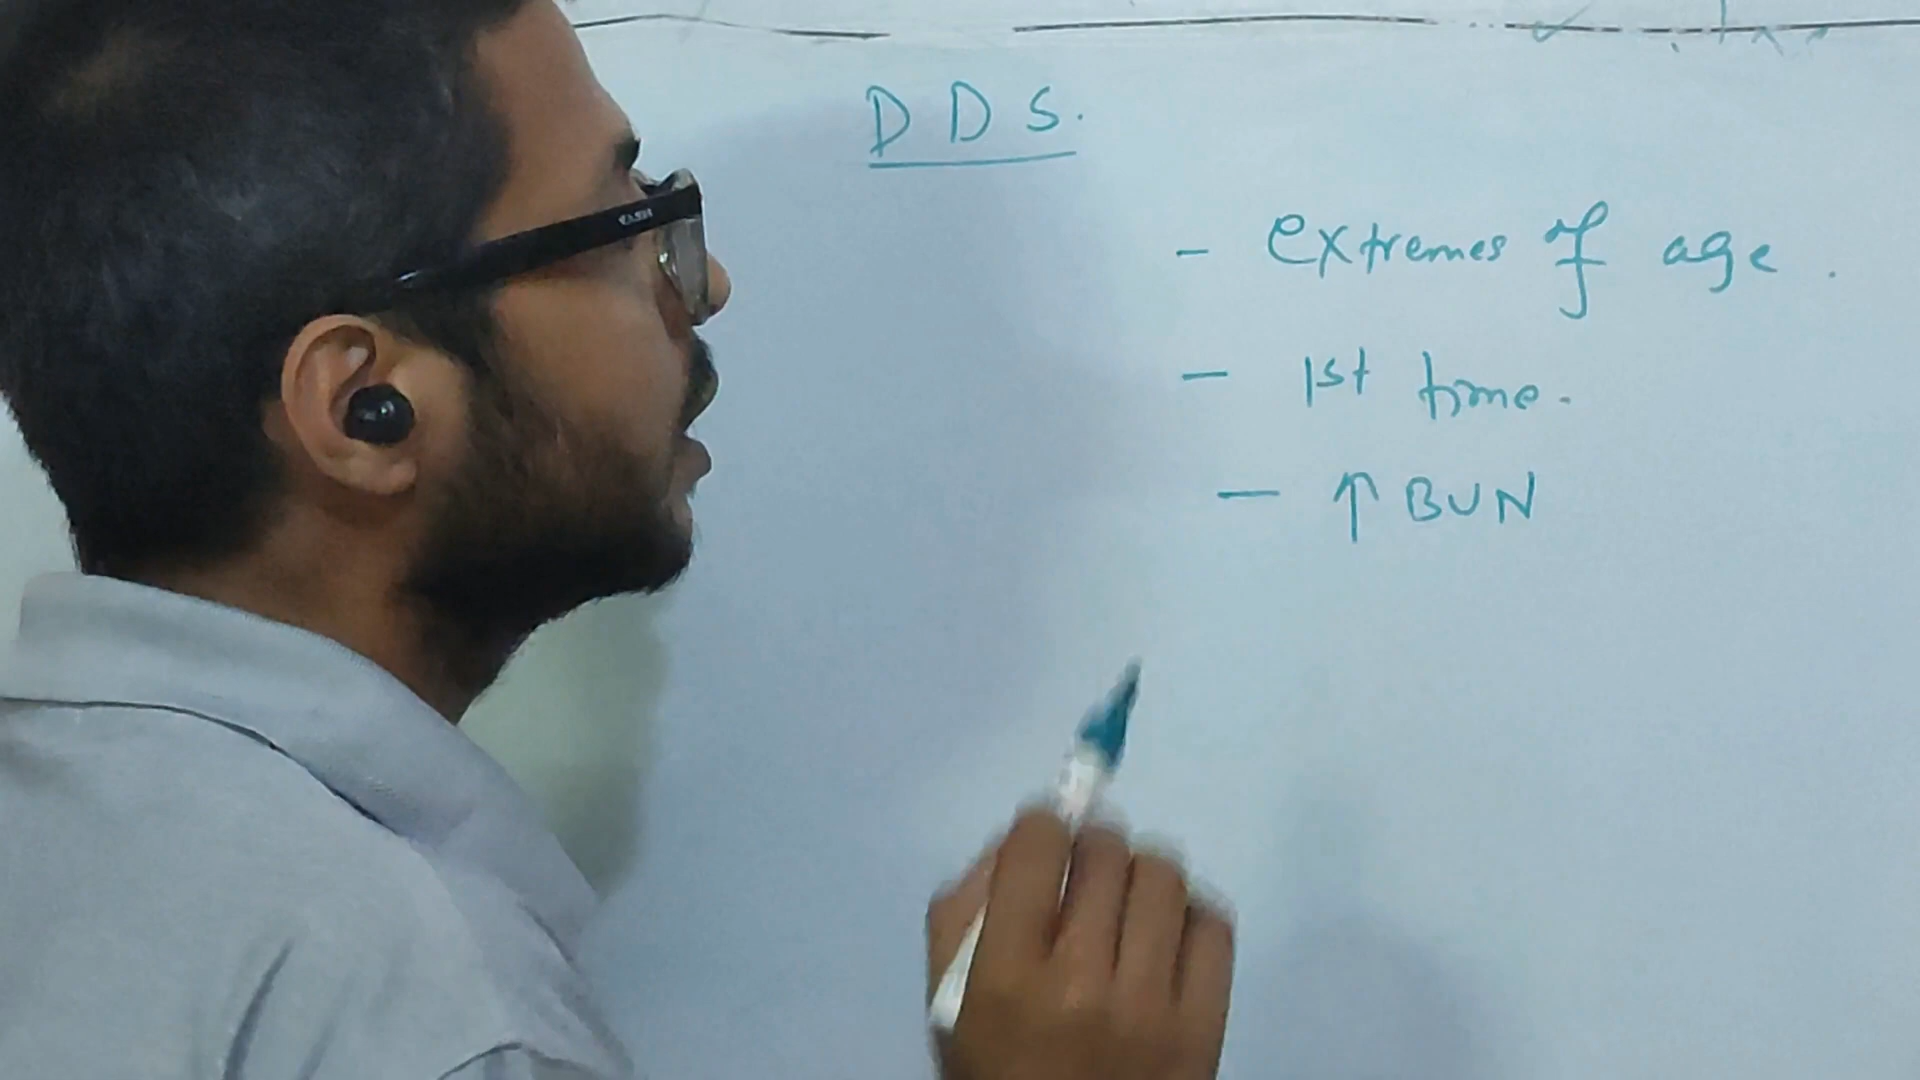 D D S.
- extremes of age.
- 1st time.
- ↑ BUN